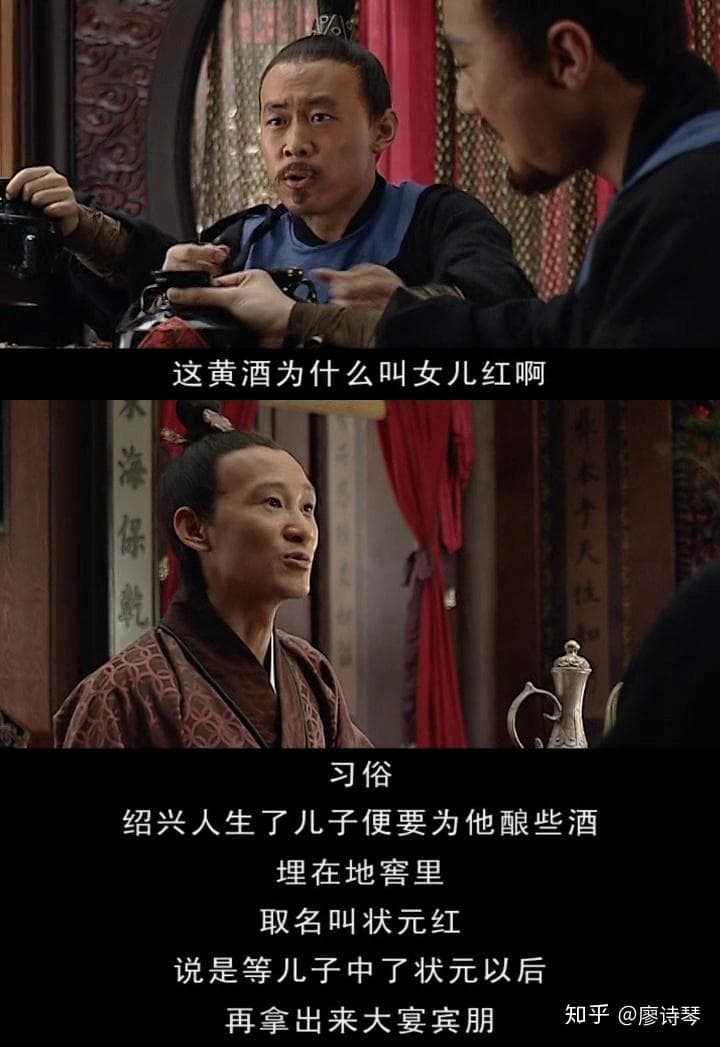 这黄酒为什么叫女儿红啊
海保乾
习俗
绍兴人生了儿子便要为他酿些酒
埋在地窖里
取名叫状元红
说是等儿子中了状元以后
再拿出来大宴宾朋
知乎 @廖诗琴